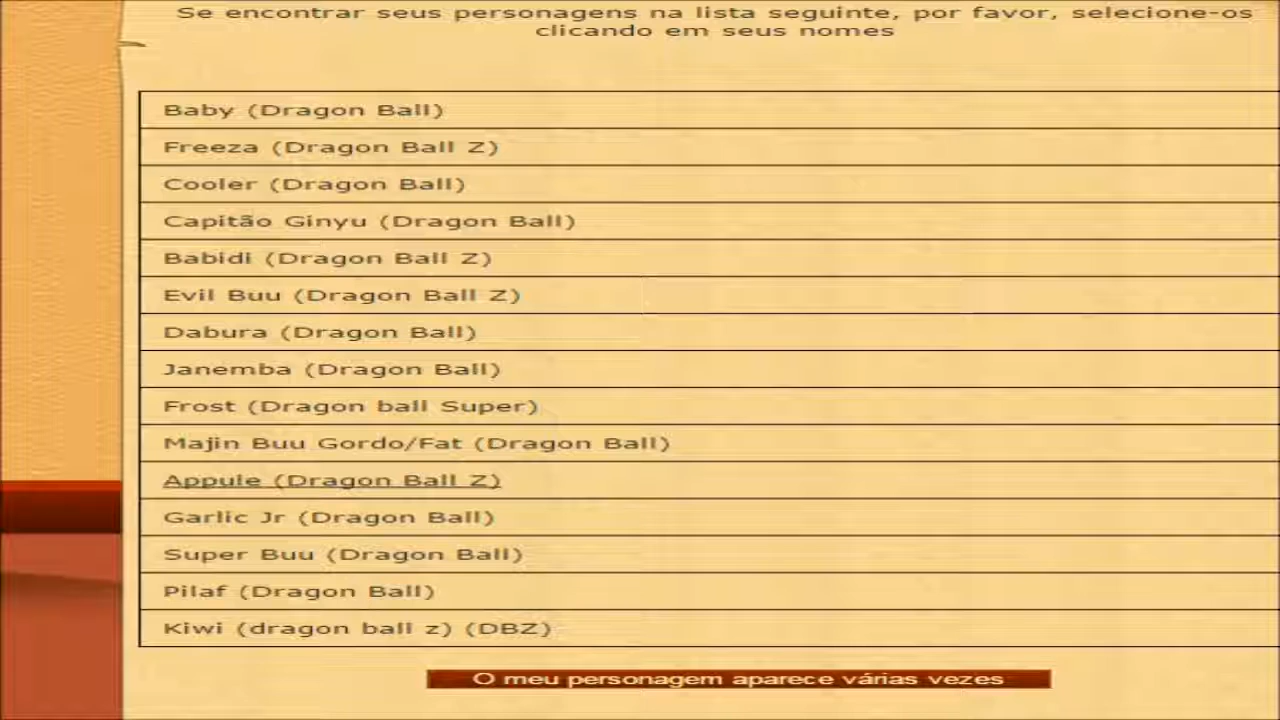 Se encontrar seus personagens na lista seguinte, por favor, selecione-os
clicando em seus nomes
Baby (Dragon Ball)
Freeza (Dragon Ball Z)
Cooler (Dragon Ball)
Capitão Ginyu (Dragon Ball)
Babidi (Dragon Ball Z)
Evil Buu (Dragon Ball Z)
Dabura (Dragon Ball)
Janemba (Dragon Ball)
Frost (Dragon ball Super)
Majin Buu Gordo/Fat (Dragon Ball)
Appule (Dragon Ball Z)
Garlic Jr (Dragon Ball)
Super Buu (Dragon Ball)
Pilaf (Dragon Ball)
Kiwi (dragon ball z) (DBZ)
O meu personagem aparece várias vezes